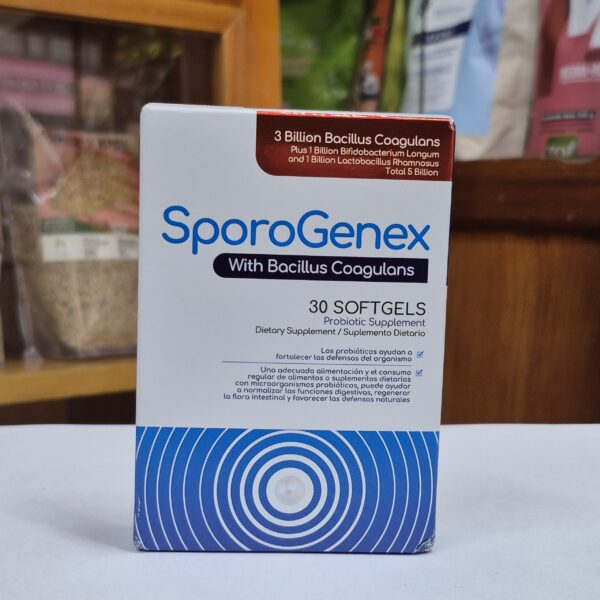 3 Billion Bacillus Coagulans
Plus 1 Billion Bifidobacterium Longum
and 1 Billion Lactobacillus Rhamnosus
Total 5 Billion
SporoGenex
With Bacillus Coagulans
30 SOFTGELS
Probiotic Supplement
Dietary Supplement / Suplemento Dietario
Los probióticos ayudan a
fortalecer las defensas del organismo
Una adecuada alimentación y el consumo
regular de alimentos o suplementos dietarios
con microorganismos probióticos, puede ayudar
a normalizar las funciones digestivas, regenerar
la flora intestinal y favorecer las defensas naturales